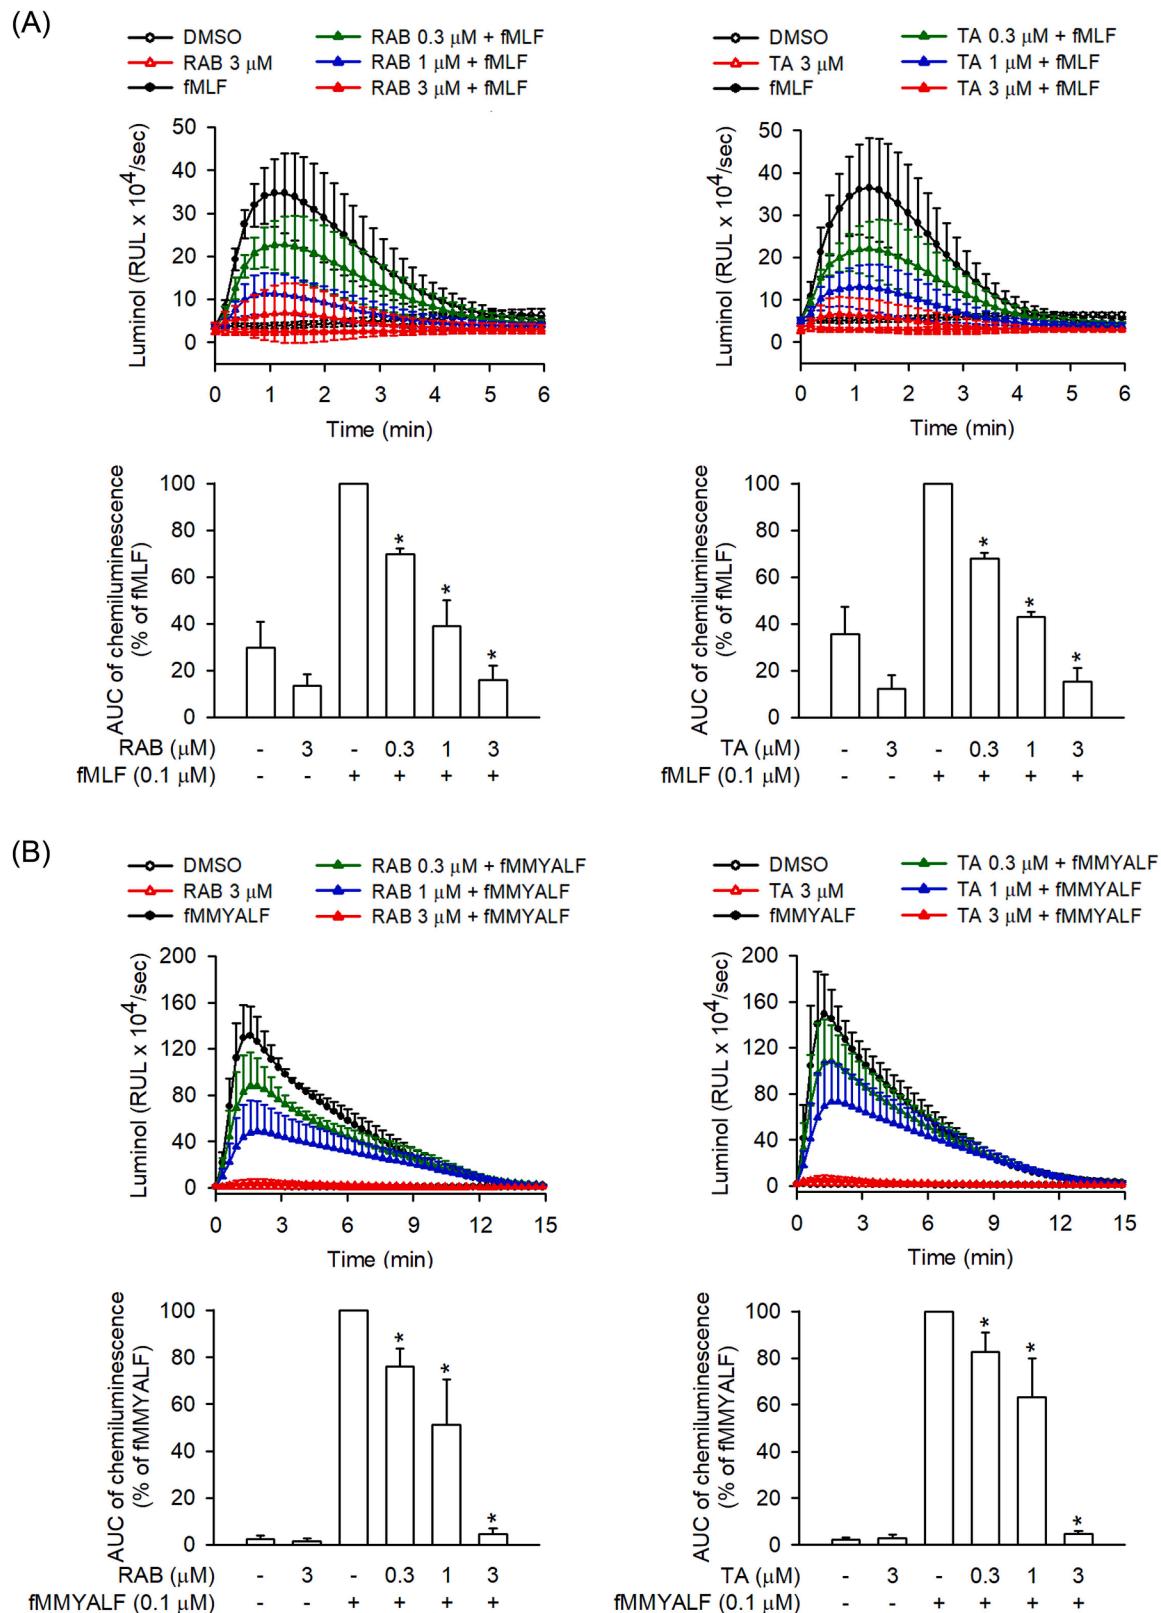 (A)
DMSO
RAB 3 μM
fMLF
RAB 0.3 μM + fMLF
RAB 1 μM + fMLF
RAB 3 μM + fMLF
Luminol (RUL x 10⁴/sec)
50
40
30
20
10
0
0 1 2 3 4 5 6
Time (min)
DMSO
TA 3 μM
fMLF
TA 0.3 μM + fMLF
TA 1 μM + fMLF
TA 3 μM + fMLF
Luminol (RUL x 10⁴/sec)
50
40
30
20
10
0
0 1 2 3 4 5 6
Time (min)
AUC of chemiluminescence
(% of fMLF)
100
80
60
40
20
0
* * *
RAB (μM) - 3 - 0.3 1 3
fMLF (0.1 μM) - - + + + +
AUC of chemiluminescence
(% of fMLF)
100
80
60
40
20
0
* * *
TA (μM) - 3 - 0.3 1 3
fMLF (0.1 μM) - - + + + +
(B)
DMSO
RAB 3 μM
fMMYALF
RAB 0.3 μM + fMMYALF
RAB 1 μM + fMMYALF
RAB 3 μM + fMMYALF
Luminol (RUL x 10⁴/sec)
200
160
120
80
40
0
0 3 6 9 12 15
Time (min)
DMSO
TA 3 μM
fMMYALF
TA 0.3 μM + fMMYALF
TA 1 μM + fMMYALF
TA 3 μM + fMMYALF
Luminol (RUL x 10⁴/sec)
200
160
120
80
40
0
0 3 6 9 12 15
Time (min)
AUC of chemiluminescence
(% of fMMYALF)
100
80
60
40
20
0
* * *
RAB (μM) - 3 - 0.3 1 3
fMMYALF (0.1 μM) - - + + + +
AUC of chemiluminescence
(% of fMMYALF)
100
80
60
40
20
0
* * *
TA (μM) - 3 - 0.3 1 3
fMMYALF (0.1 μM) - - + + + +